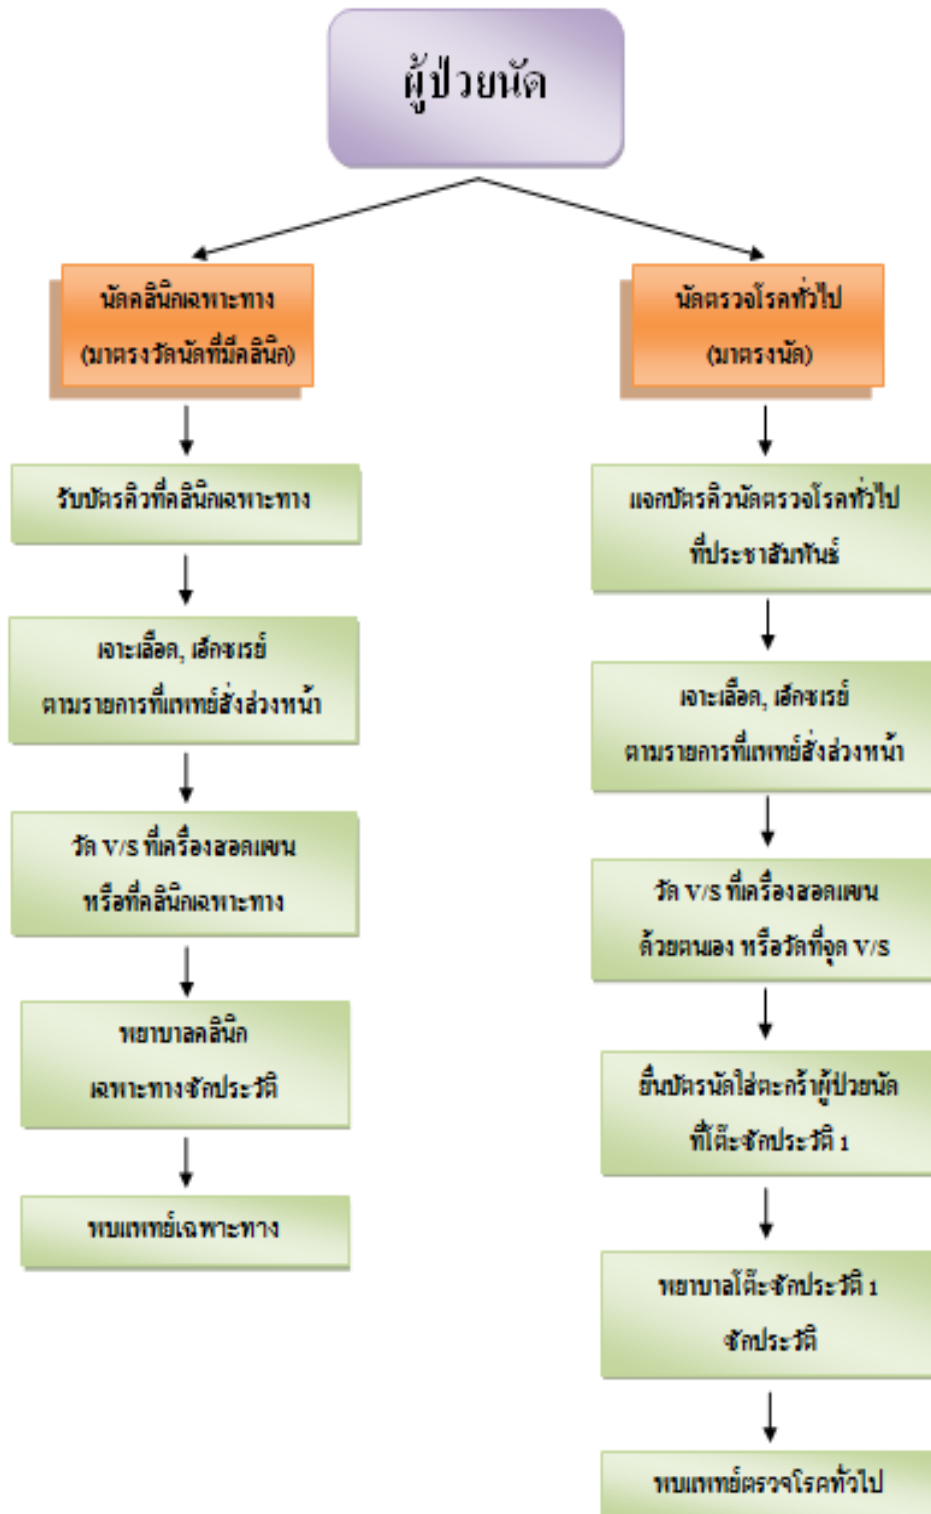 ผู้ป่วยนัด
นัดคลินิกเฉพาะทาง
(มาตรงวัดนัดที่มีคลินิก)
รับบัตรคิวที่คลินิกเฉพาะทาง
เจาะเลือด, เอ็กซเรย์
ตามรายการที่แพทย์สั่งล่วงหน้า
วัด V/S ที่เครื่องสอดแขน
หรือที่คลินิกเฉพาะทาง
พยาบาลคลินิก
เฉพาะทางซักประวัติ
พบแพทย์เฉพาะทาง
นัดตรวจโรคทั่วไป
(มาตรงนัด)
แจกบัตรคิวนัดตรวจโรคทั่วไป
ที่ประชาสัมพันธ์
เจาะเลือด, เอ็กซเรย์
ตามรายการที่แพทย์สั่งล่วงหน้า
วัด V/S ที่เครื่องสอดแขน
ด้วยตนเอง หรือวัดที่จุด V/S
ยื่นบัตรนัดใส่ตะกร้าผู้ป่วยนัด
ที่โต๊ะซักประวัติ 1
พยาบาลโต๊ะซักประวัติ 1
ซักประวัติ
พบแพทย์ตรวจโรคทั่วไป